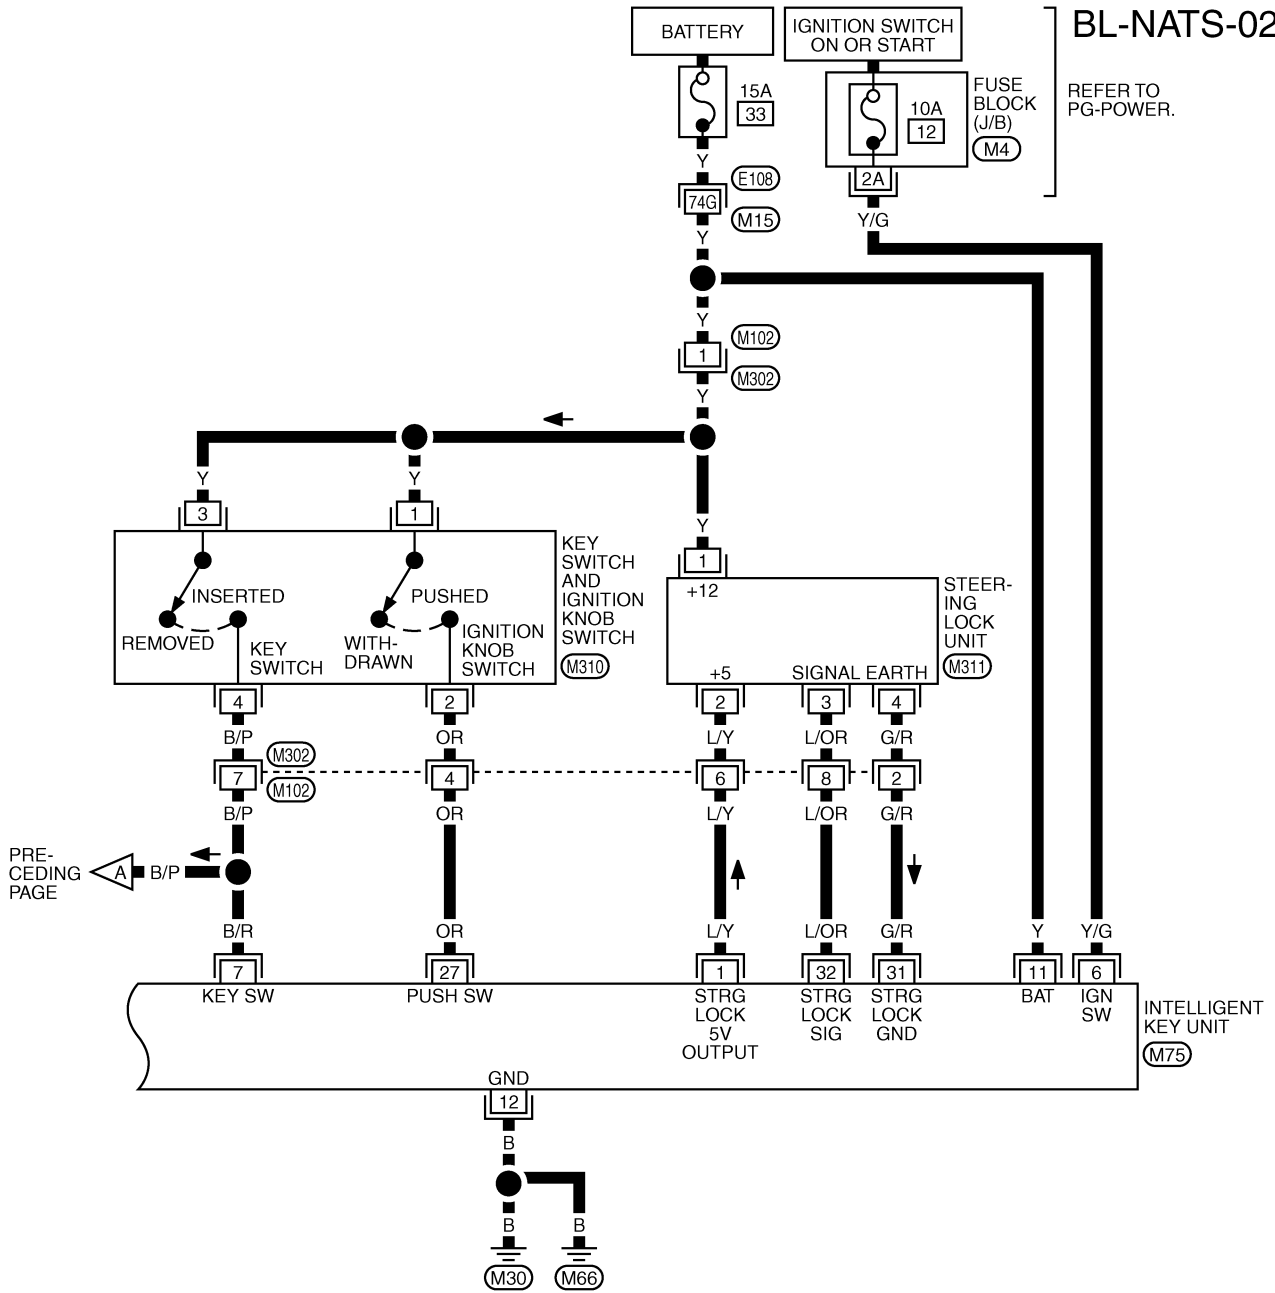 BL-NATS-02
BATTERY
IGNITION SWITCH
ON OR START
15A
33
10A
12
FUSE
BLOCK
(J/B)
M4
REFER TO
PG-POWER.
Y
E108
74G
M15
2A
Y/G
Y
Y
M102
1
M302
Y
Y
Y
Y
3
1
1
+12
INSERTED
REMOVED
KEY
SWITCH
PUSHED
WITH-
DRAWN
IGNITION
KNOB
SWITCH
KEY
SWITCH
AND
IGNITION
KNOB
SWITCH
M310
+5
SIGNAL
EARTH
STEER-
ING
LOCK
UNIT
M311
4
2
2
3
4
B/P
OR
L/Y
L/OR
G/R
M302
7
4
6
8
2
M102
B/P
OR
L/Y
L/OR
G/R
PRE-
CEDING
PAGE
A
B/P
B/R
OR
L/Y
L/OR
G/R
Y
Y/G
7
27
1
32
31
11
6
KEY SW
PUSH SW
STRG
LOCK
5V
OUTPUT
STRG
LOCK
SIG
STRG
LOCK
GND
BAT
IGN
SW
INTELLIGENT
KEY UNIT
M75
GND
12
B
B
B
M30
M66